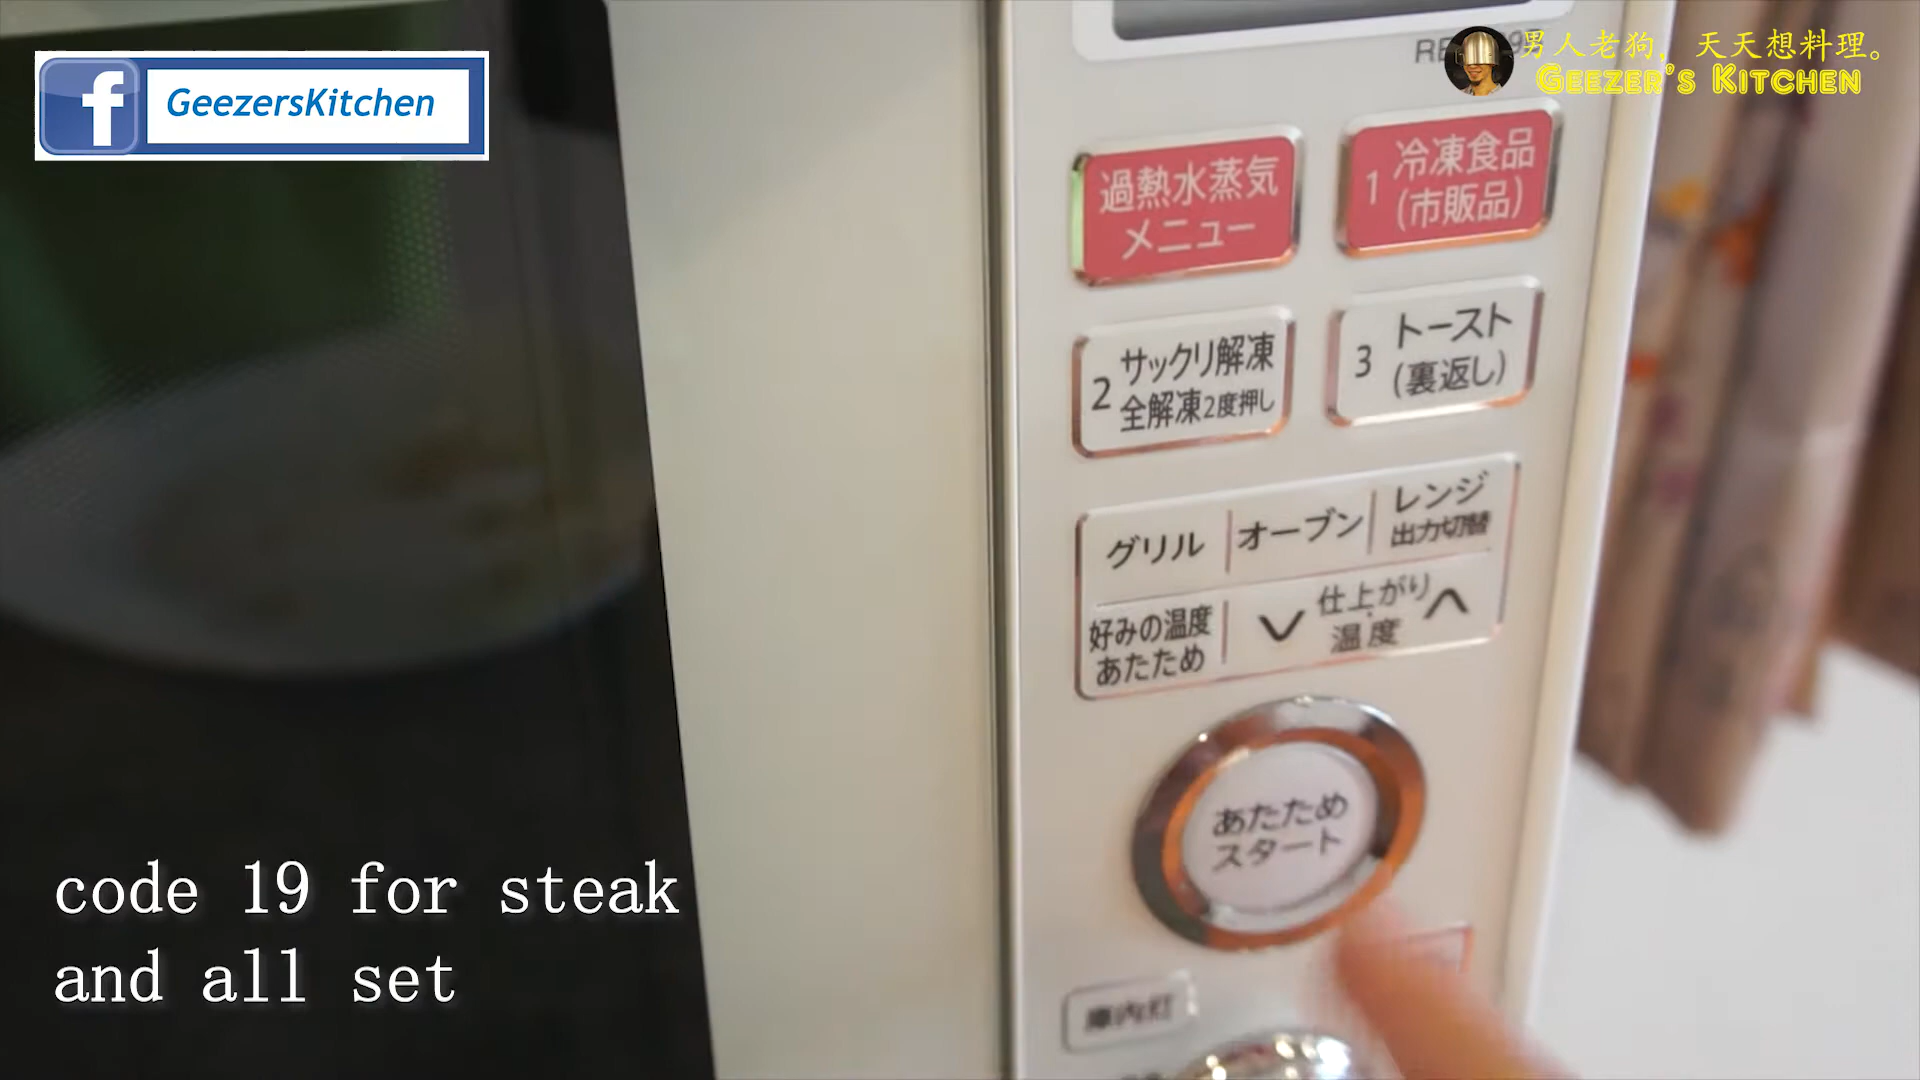 GeezersKitchen
男人老狗，天天想料理。
GEEZER'S KITCHEN
過熱水蒸気
メニュー
1 冷凍食品
(市販品)
2 サックリ解凍
全解凍2度押し
3 トースト
(裏返し)
グリル
オーブン
レンジ
出力切替
好みの温度
あたため
仕上がり
温度
あたため
スタート
庫内灯
code 19 for steak
and all set